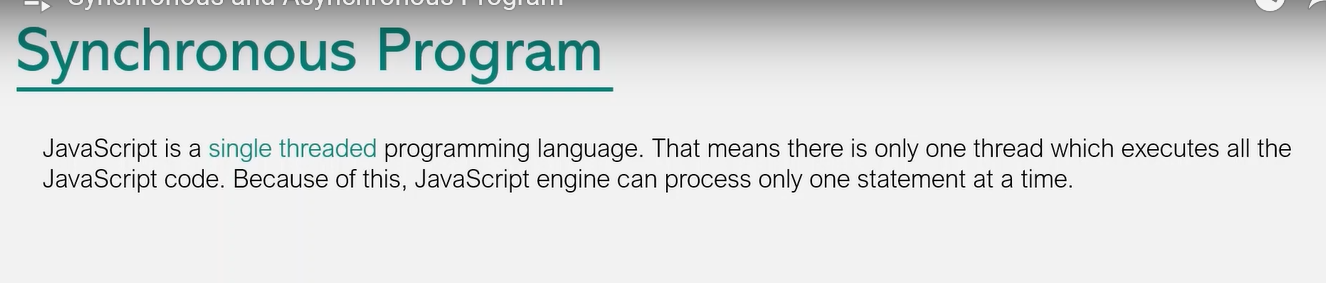 Synchronous and Asynchronous Program
Synchronous Program
JavaScript is a single threaded programming language. That means there is only one thread which executes all the
JavaScript code. Because of this, JavaScript engine can process only one statement at a time.